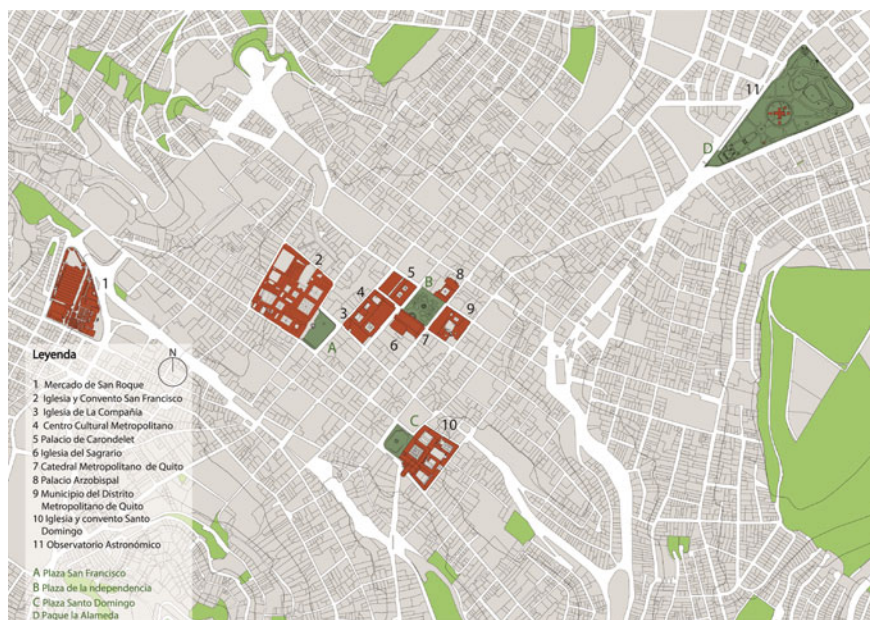 11
D
2
5
B
8
1
4
9
3
A
6
7
C
10
Leyenda
N
1 Mercado de San Roque
2 Iglesia y Convento San Francisco
3 Iglesia de La Compañia
4 Centro Cultural Metropolitano
5 Palacio de Carondelet
6 Iglesia del Sagrario
7 Catedral Metropolitano de Quito
8 Palacio Arzobispal
9 Municipio del Distrito
Metropolitano de Quito
10 Iglesia y convento Santo
Domingo
11 Observatorio Astronómico
A Plaza San Francisco
B Plaza de la ndependencia
C Plaza Santo Domingo
D Paque la Alameda